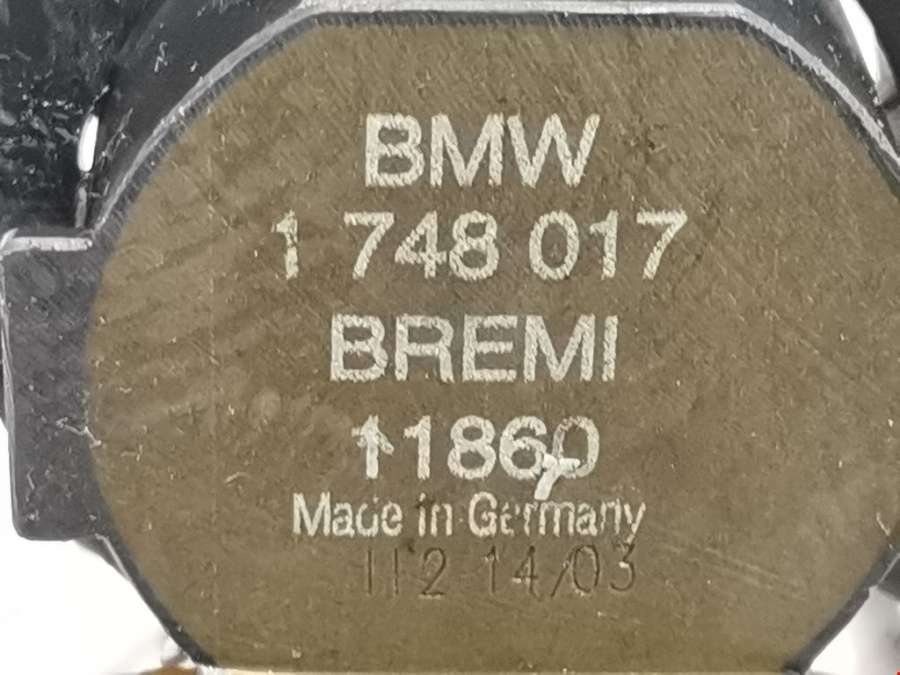 BMW
1 748 017
BREMI
11860
Made in Germany
112 14/03